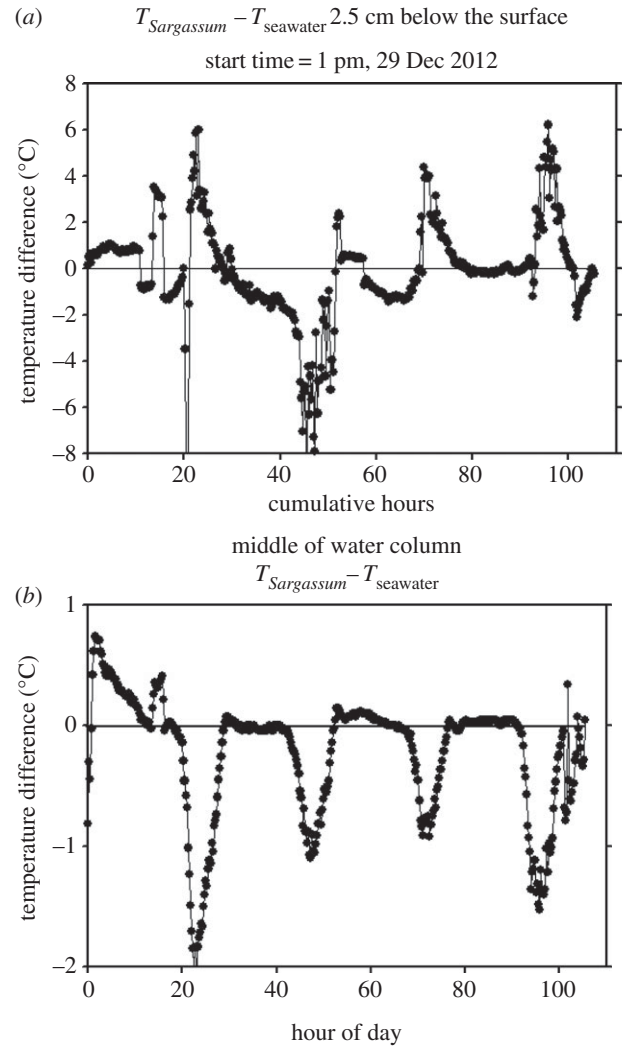 (a) T_Sargassum – T_seawater 2.5 cm below the surface
start time = 1 pm, 29 Dec 2012
temperature difference (°C)
8
6
4
2
0
–2
–4
–6
–8
0 20 40 60 80 100
cumulative hours
middle of water column
(b) T_Sargassum – T_seawater
temperature difference (°C)
1
0
–1
–2
0 20 40 60 80 100
hour of day